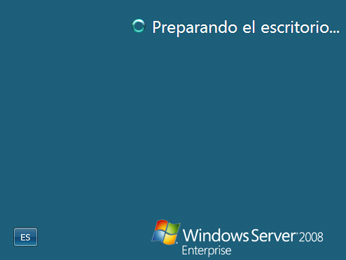 Preparando el escritorio...
ES
Windows Server 2008
Enterprise